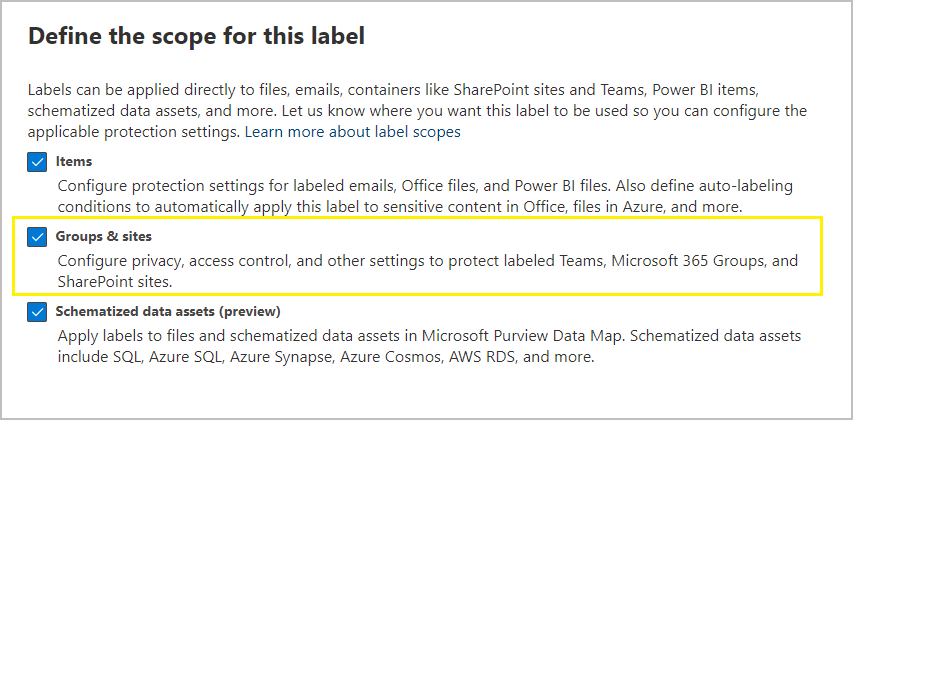 Define the scope for this label
Labels can be applied directly to files, emails, containers like SharePoint sites and Teams, Power BI items,
schematized data assets, and more. Let us know where you want this label to be used so you can configure the
applicable protection settings. Learn more about label scopes
Items
Configure protection settings for labeled emails, Office files, and Power BI files. Also define auto-labeling
conditions to automatically apply this label to sensitive content in Office, files in Azure, and more.
Groups & sites
Configure privacy, access control, and other settings to protect labeled Teams, Microsoft 365 Groups, and
SharePoint sites.
Schematized data assets (preview)
Apply labels to files and schematized data assets in Microsoft Purview Data Map. Schematized data assets
include SQL, Azure SQL, Azure Synapse, Azure Cosmos, AWS RDS, and more.